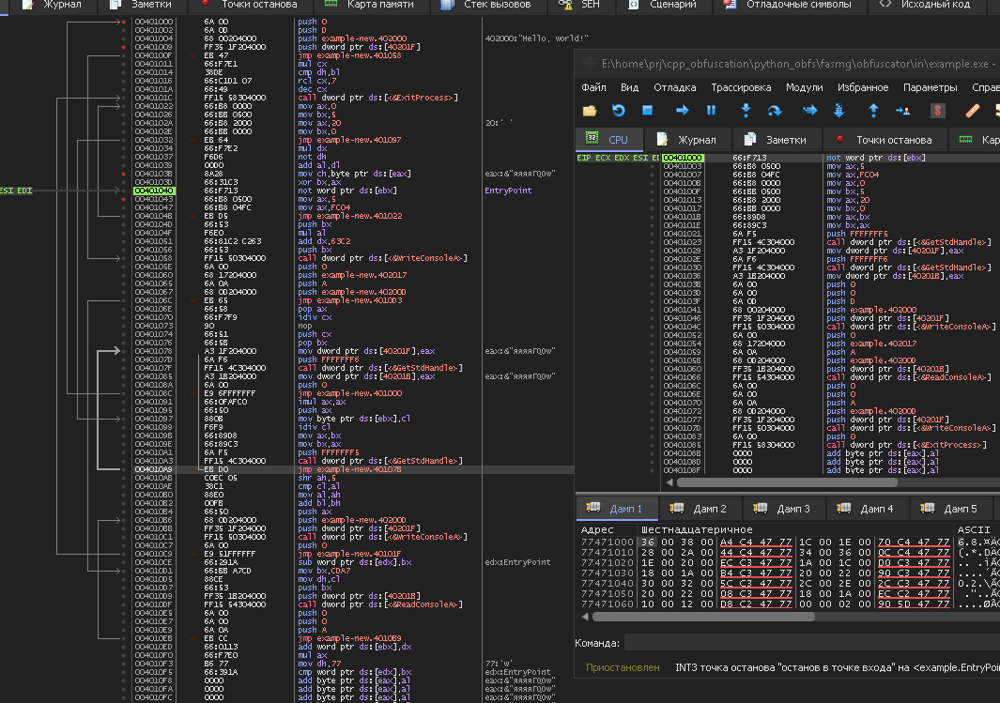 Журнал Заметки Точки останова Карта памяти Стек вызовов SEH Сценарий Отладочные символы Исходный код
00401000 6A 00 push 0
00401002 6A 0D push D
00401004 68 00204000 push example-new.402000 402000:"Hello, world!"
00401009 FF35 1F204000 push dword ptr ds:[40201F]
0040100F EB 47 jmp example-new.401058
00401011 66:F7E1 mul cx
00401014 38DE cmp dh,bl
00401016 66:C1D1 07 rcl cx,7
0040101A 66:49 dec cx
0040101C FF15 58304000 call dword ptr ds:[<&ExitProcess>]
00401022 66:B8 0000 mov ax,0
00401026 66:BB 0500 mov bx,5
0040102A 66:B8 2000 mov ax,20 20:' '
0040102E 66:BB 0000 mov bx,0
00401032 EB 64 jmp example-new.401097
00401034 66:F7E2 mul dx
00401037 F6D6 not dh
00401039 00D0 add al,dl
0040103B 8A28 mov ch,byte ptr ds:[eax] eax:&"яяяяГQ0w"
0040103D 66:31C3 xor bx,ax
ESI EDI 00401040 66:F713 not word ptr ds:[ebx] EntryPoint
00401043 66:B8 0500 mov ax,5
00401047 66:B8 04FC mov ax,FC04
0040104B EB D5 jmp example-new.401022
0040104D 66:53 push bx
0040104F F6E0 mul al
00401051 66:81C2 C263 add dx,63C2
00401056 66:53 push bx
00401058 FF15 50304000 call dword ptr ds:[<&WriteConsoleA>]
0040105E 6A 00 push 0
00401060 68 17204000 push example-new.402017
00401065 6A 0A push A
00401067 68 0D204000 push example-new.40200D
0040106C EB 65 jmp example-new.4010D3
0040106E 66:58 pop ax
00401070 66:F7F9 idiv cx
00401073 90 nop
00401074 66:51 push cx
00401076 66:5B pop bx
00401078 A3 1F204000 mov dword ptr ds:[40201F],eax eax:&"яяяяГQ0w"
0040107D 6A F6 push FFFFFFF6
0040107F FF15 4C304000 call dword ptr ds:[<&GetStdHandle>]
00401085 A3 1B204000 mov dword ptr ds:[40201B],eax eax:&"яяяяГQ0w"
0040108A 6A 00 push 0
0040108C E9 6FFFFFFF jmp example-new.401000
00401091 66:0FAFC0 imul ax,ax
00401095 66:50 push ax
00401097 880B mov byte ptr ds:[ebx],cl
00401099 F6F9 idiv cl
0040109B 66:89D8 mov ax,bx
0040109E 66:89C3 mov bx,ax
004010A1 6A F5 push FFFFFFF5
004010A3 FF15 4C304000 call dword ptr ds:[<&GetStdHandle>]
004010A9 EB D0 jmp example-new.40107B
004010AB C0EC 05 shr ah,5
004010AE 38C1 cmp cl,al
004010B0 88E0 mov al,ah
004010B2 00FB add bl,bh
004010B4 66:50 push ax
004010B6 68 0D204000 push example-new.40200D
004010BB FF35 1F204000 push dword ptr ds:[40201F]
004010C1 FF15 50304000 call dword ptr ds:[<&WriteConsoleA>]
004010C7 6A 00 push 0
004010C9 E9 51FFFFFF jmp example-new.40101F
004010CE 66:291A sub word ptr ds:[edx],bx edx:EntryPoint
004010D1 66:BB A7CD mov bx,CDA7
004010D5 88CE mov dh,cl
004010D7 66:53 push bx
004010D9 FF35 1B204000 push dword ptr ds:[40201B]
004010DF FF15 54304000 call dword ptr ds:[<&ReadConsoleA>]
004010E5 6A 00 push 0
004010E7 6A 00 push 0
004010E9 6A 0A push A
004010EB EB CC jmp example-new.4010B9
004010ED 66:0113 add word ptr ds:[ebx],dx
004010F0 66:F7E0 mul ax
004010F3 B6 77 mov dh,77 77:'w'
004010F5 66:391A cmp word ptr ds:[edx],bx edx:EntryPoint
004010F8 0000 add byte ptr ds:[eax],al eax:&"яяяяГQ0w"
004010FA 0000 add byte ptr ds:[eax],al eax:&"яяяяГQ0w"
004010FC 0000 add byte ptr ds:[eax],al eax:&"яяяяГQ0w"
E:\home\prj\cpp_obfuscation\python_obfs\fasmg\obfuscator\in\example.exe -
Файл Вид Отладка Трассировка Модули Избранное Параметры Спра
CPU Журнал Заметки Точки останова Кар
EIP ECX EDX ESI E 00401000 66:F713 not word ptr ds:[ebx]
00401003 66:B8 0500 mov ax,5
00401007 66:B8 04FC mov ax,FC04
0040100B 66:B8 0000 mov ax,0
0040100F 66:BB 0500 mov bx,5
00401013 66:B8 2000 mov ax,20
00401017 66:BB 0000 mov bx,0
0040101B 66:89D8 mov ax,bx
0040101E 66:89C3 mov bx,ax
00401021 6A F5 push FFFFFFF5
00401023 FF15 4C304000 call dword ptr ds:[<&GetStdHandle>]
00401029 A3 1F204000 mov dword ptr ds:[40201F],eax
0040102E 6A F6 push FFFFFFF6
00401030 FF15 4C304000 call dword ptr ds:[<&GetStdHandle>]
00401036 A3 1B204000 mov dword ptr ds:[40201B],eax
0040103B 6A 00 push 0
0040103D 6A 00 push 0
0040103F 6A 0D push D
00401041 68 00204000 push example.402000
00401046 FF35 1F204000 push dword ptr ds:[40201F]
0040104C FF15 50304000 call dword ptr ds:[<&WriteConsoleA>]
00401052 6A 00 push 0
00401054 68 17204000 push example.402017
00401059 6A 0A push A
0040105B 68 0D204000 push example.40200D
00401060 FF35 1B204000 push dword ptr ds:[40201B]
00401066 FF15 54304000 call dword ptr ds:[<&ReadConsoleA>]
0040106C 6A 00 push 0
0040106E 6A 00 push 0
00401070 6A 0A push A
00401072 68 0D204000 push example.40200D
00401077 FF35 1F204000 push dword ptr ds:[40201F]
0040107D FF15 50304000 call dword ptr ds:[<&WriteConsoleA>]
00401083 6A 00 push 0
00401085 FF15 58304000 call dword ptr ds:[<&ExitProcess>]
0040108B 0000 add byte ptr ds:[eax],al
0040108D 0000 add byte ptr ds:[eax],al
0040108F 0000 add byte ptr ds:[eax],al
Дамп 1 Дамп 2 Дамп 3 Дамп 4 Дамп 5
Адрес Шестнадцатеричное ASCII
77471000 36 00 38 00 A4 C4 47 77 1C 00 1E 00 70 C4 47 77
77471010 28 00 2A 00 44 C4 47 77 34 00 36 00 0C C4 47 77
77471020 1E 00 20 00 EC C3 47 77 1A 00 1C 00 D0 C3 47 77
77471030 18 00 1A 00 B4 C3 47 77 20 00 22 00 90 C3 47 77
77471040 30 00 32 00 5C C3 47 77 2C 00 2E 00 2C C3 47 77
77471050 20 00 22 00 08 C3 47 77 18 00 1A 00 EC C2 47 77
77471060 10 00 12 00 D8 C2 47 77 00 00 02 00 90 5D 47 77
Команда:
Приостановлен INT3 точка останова "останов в точке входа" на <example.EntryPoi